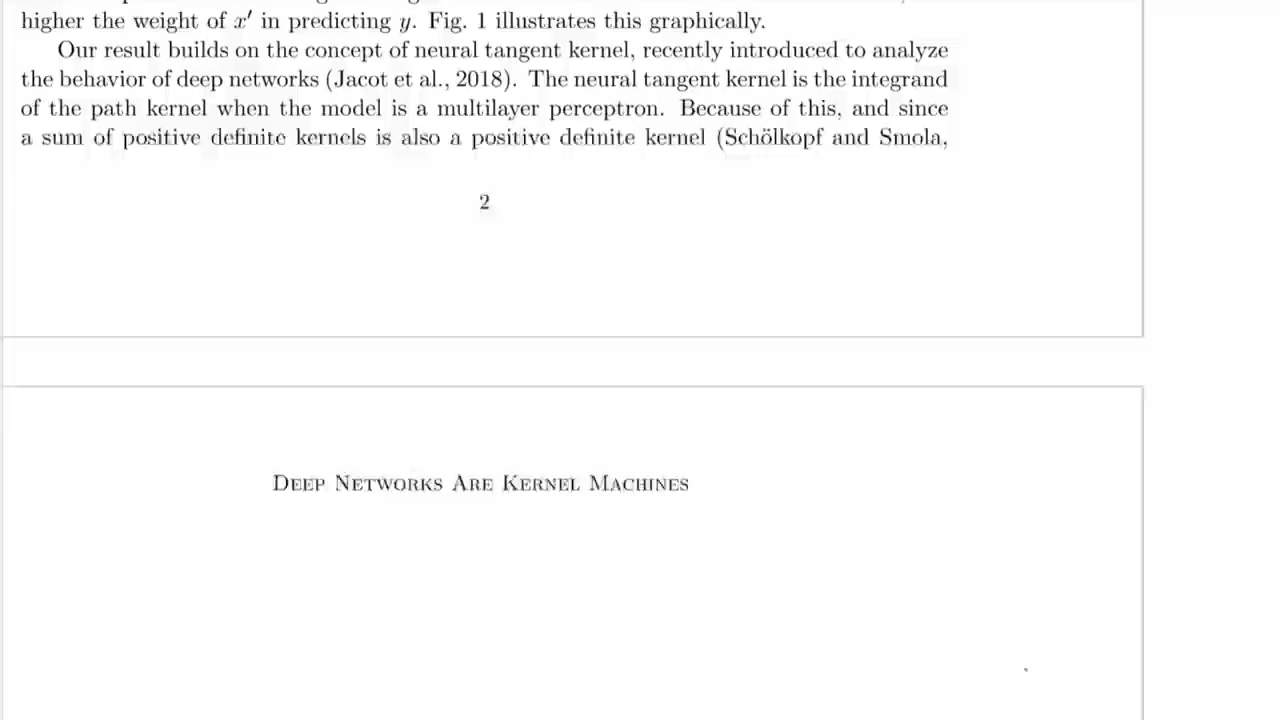 higher the weight of x′ in predicting y. Fig. 1 illustrates this graphically.
Our result builds on the concept of neural tangent kernel, recently introduced to analyze
the behavior of deep networks (Jacot et al., 2018). The neural tangent kernel is the integrand
of the path kernel when the model is a multilayer perceptron. Because of this, and since
a sum of positive definite kernels is also a positive definite kernel (Schölkopf and Smola,
2
Deep Networks Are Kernel Machines